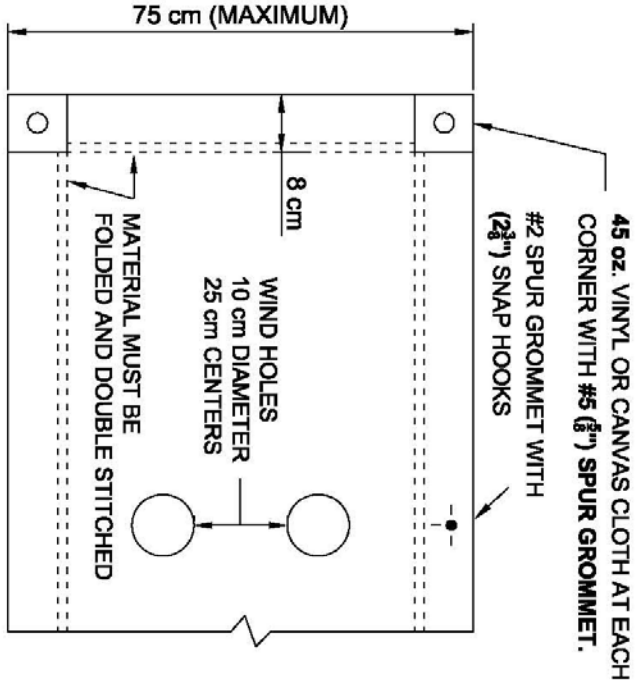 75 cm (MAXIMUM)
45 oz. VINYL OR CANVAS CLOTH AT EACH
CORNER WITH #5 (⅝") SPUR GROMMET.
#2 SPUR GROMMET WITH
(2⅜") SNAP HOOKS
8 cm
WIND HOLES
10 cm DIAMETER
25 cm CENTERS
MATERIAL MUST BE
FOLDED AND DOUBLE STITCHED